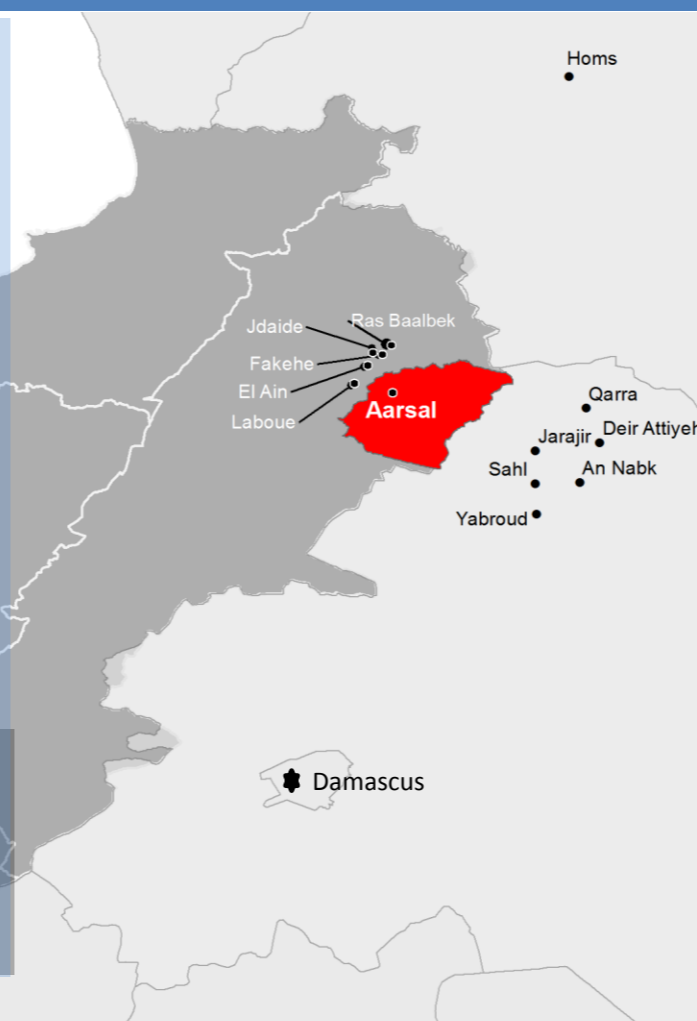 Homs
Ras Baalbek
Jdaide
Fakehe
El Ain
Qarra
Aarsal
Laboue
Deir Attiyeh
Jarajir
Sahl
An Nabk
Yabroud
Damascus